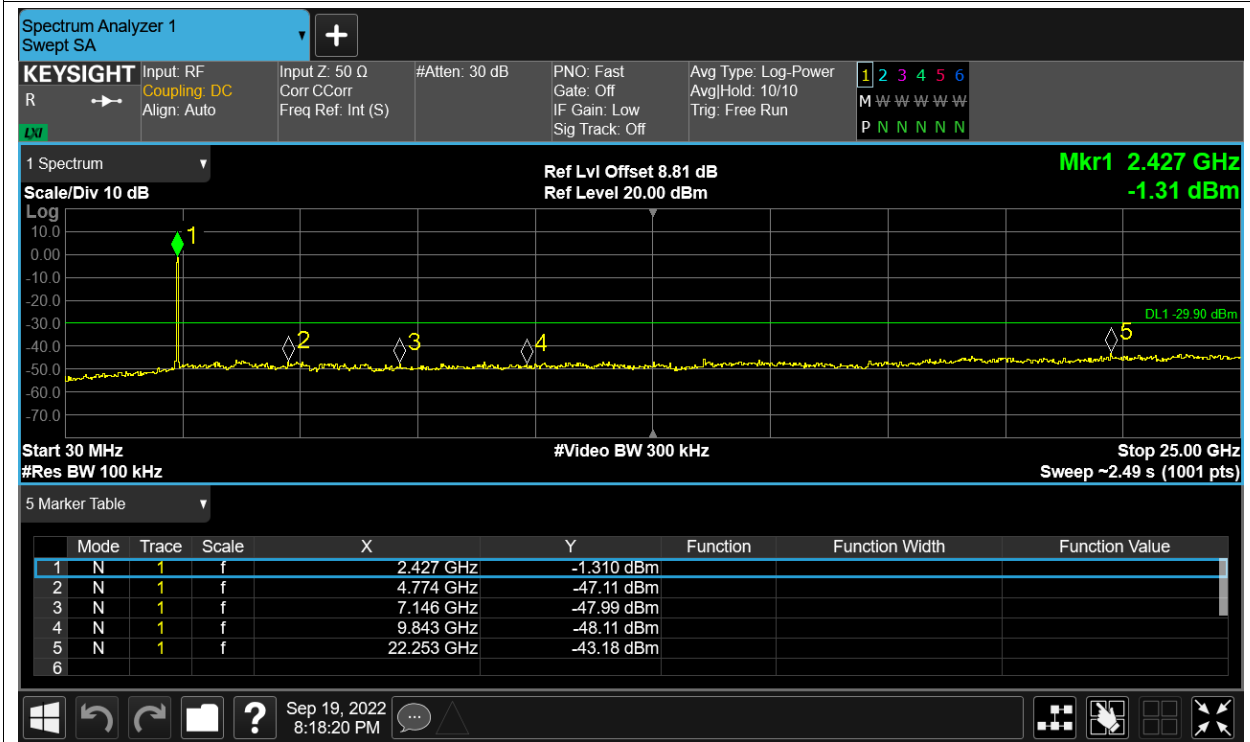 Spectrum Analyzer 1
Swept SA
KEYSIGHT
R
LXI
Input: RF
Coupling: DC
Align: Auto
Input Z: 50 Ω
Corr CCorr
Freq Ref: Int (S)
#Atten: 30 dB
PNO: Fast
Gate: Off
IF Gain: Low
Sig Track: Off
Avg Type: Log-Power
Avg|Hold: 10/10
Trig: Free Run
1 2 3 4 5 6
M W W W W W
P N N N N N
1 Spectrum
Scale/Div 10 dB
Ref Lvl Offset 8.81 dB
Ref Level 20.00 dBm
Mkr1 2.427 GHz
-1.31 dBm
Log
10.0
0.00
-10.0
-20.0
-30.0
-40.0
-50.0
-60.0
-70.0
1
2
3
4
5
DL1 -29.90 dBm
Start 30 MHz
#Video BW 300 kHz
Stop 25.00 GHz
#Res BW 100 kHz
Sweep ~2.49 s (1001 pts)
5 Marker Table
Mode Trace Scale X Y Function Function Width Function Value
1 N 1 f 2.427 GHz -1.310 dBm
2 N 1 f 4.774 GHz -47.11 dBm
3 N 1 f 7.146 GHz -47.99 dBm
4 N 1 f 9.843 GHz -48.11 dBm
5 N 1 f 22.253 GHz -43.18 dBm
6
?
Sep 19, 2022
8:18:20 PM